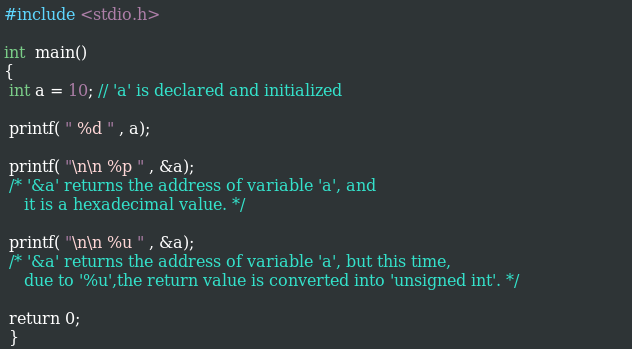 #include <stdio.h>
int  main()
{
int a = 10; // 'a' is declared and initialized
printf( " %d " , a);
printf( "\n\n %p " , &a);
/* '&a' returns the address of variable 'a', and
it is a hexadecimal value. */
printf( "\n\n %u " , &a);
/* '&a' returns the address of variable 'a', but this time,
due to '%u',the return value is converted into 'unsigned int'. */
return 0;
}